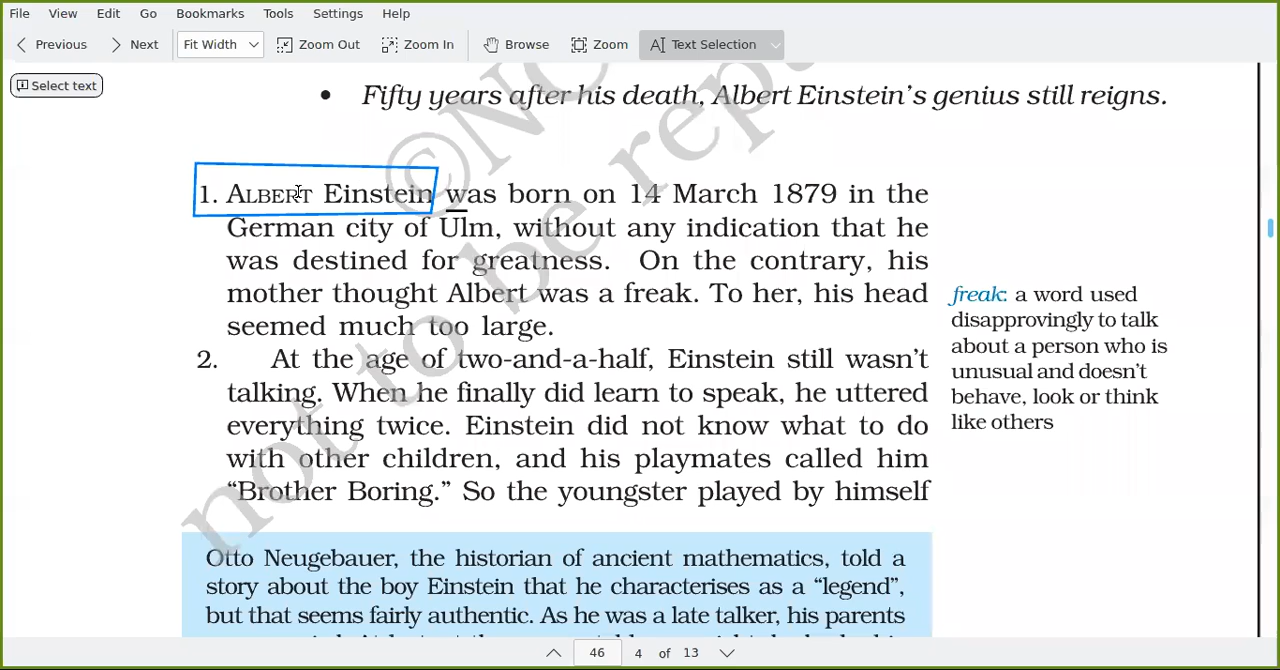 File View Edit Go Bookmarks Tools Settings Help
Previous Next Fit Width Zoom Out Zoom In Browse Zoom Text Selection
Select text
• Fifty years after his death, Albert Einstein's genius still reigns.
1. ALBERT Einstein was born on 14 March 1879 in the
German city of Ulm, without any indication that he
was destined for greatness. On the contrary, his
mother thought Albert was a freak. To her, his head
seemed much too large.
2. At the age of two-and-a-half, Einstein still wasn't
talking. When he finally did learn to speak, he uttered
everything twice. Einstein did not know what to do
with other children, and his playmates called him
“Brother Boring.” So the youngster played by himself
freak: a word used
disapprovingly to talk
about a person who is
unusual and doesn't
behave, look or think
like others
Otto Neugebauer, the historian of ancient mathematics, told a
story about the boy Einstein that he characterises as a “legend”,
but that seems fairly authentic. As he was a late talker, his parents
©NC
not to be rep
46 4 of 13